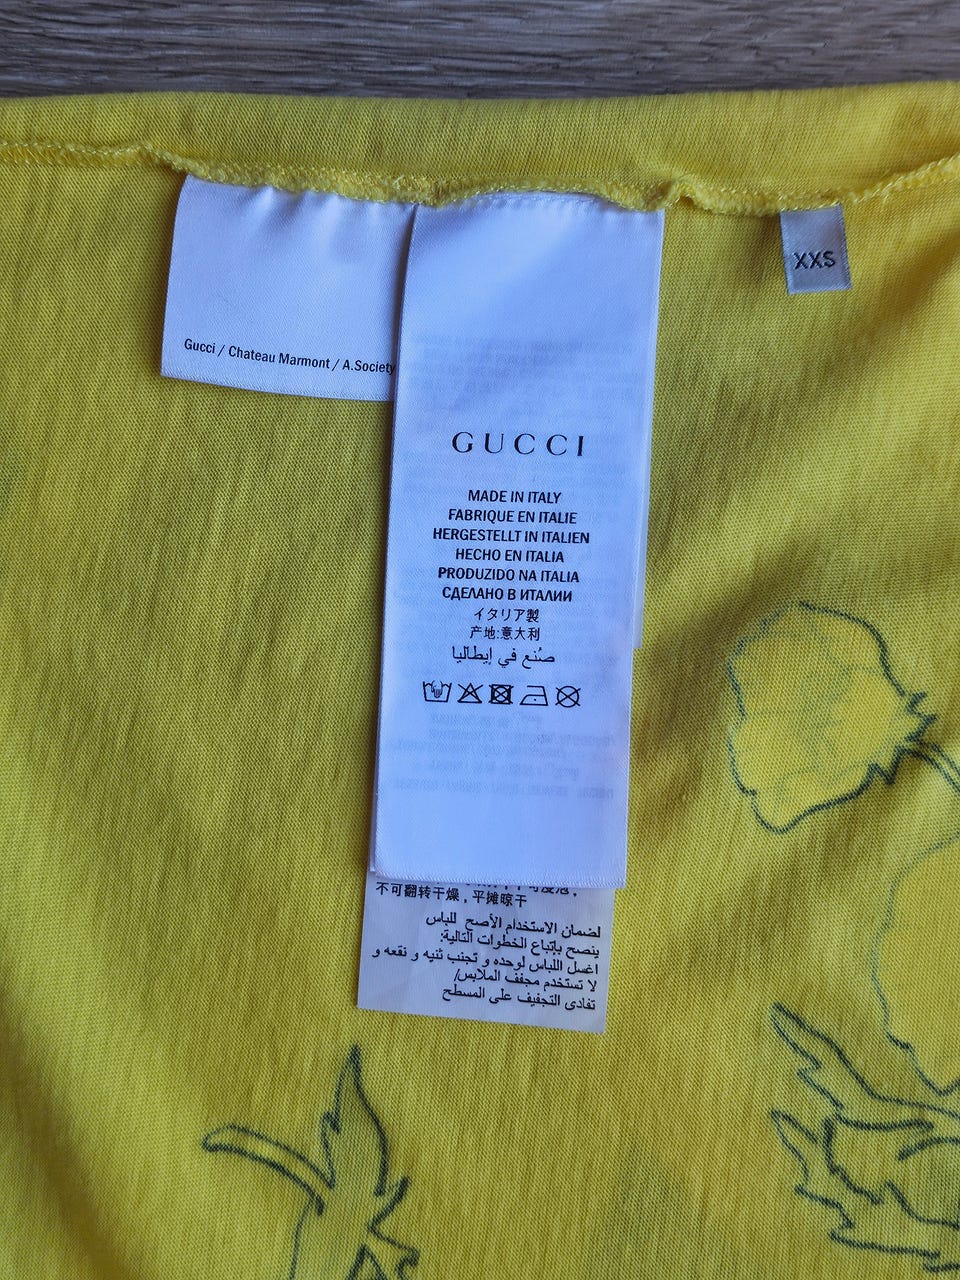 Gucci / Chateau Marmont / A.Society
XXS
GUCCI
MADE IN ITALY
FABRIQUE EN ITALIE
HERGESTELLT IN ITALIEN
HECHO EN ITALIA
PRODUZIDO NA ITALIA
СДЕЛАНО В ИТАЛИИ
イタリア製
产地:意大利
صُنع في إيطاليا
不可翻转干燥,平摊晾干
لضمان الاستخدام الأصح للباس
ينصح بإتباع الخطوات التالية:
اغسل اللباس لوحده و تجنب ثنيه و نقعه و
لا تستخدم مجفف الملابس/
تفادى التجفيف على المسطح